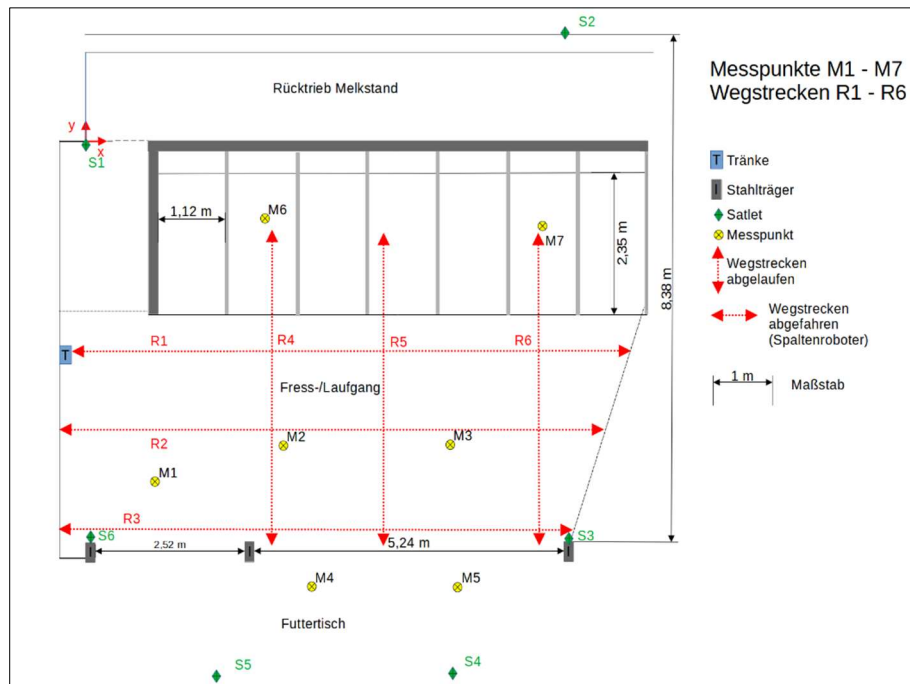 S2
Messpunkte M1 - M7
Wegstrecken R1 - R6
Rücktrieb Melkstand
y
x
S1
T Tränke
I Stahlträger
Satlet
Messpunkt
Wegstrecken
abgelaufen
Wegstrecken
abgefahren
(Spaltenroboter)
1 m
Maßstab
1,12 m
M6
M7
2,35 m
8,38 m
R1
R4
R5
R6
T
Fress-/Laufgang
R2
M2
M3
M1
R3
S6
S3
I
2,52 m
I
5,24 m
I
M4
M5
Futtertisch
S5
S4